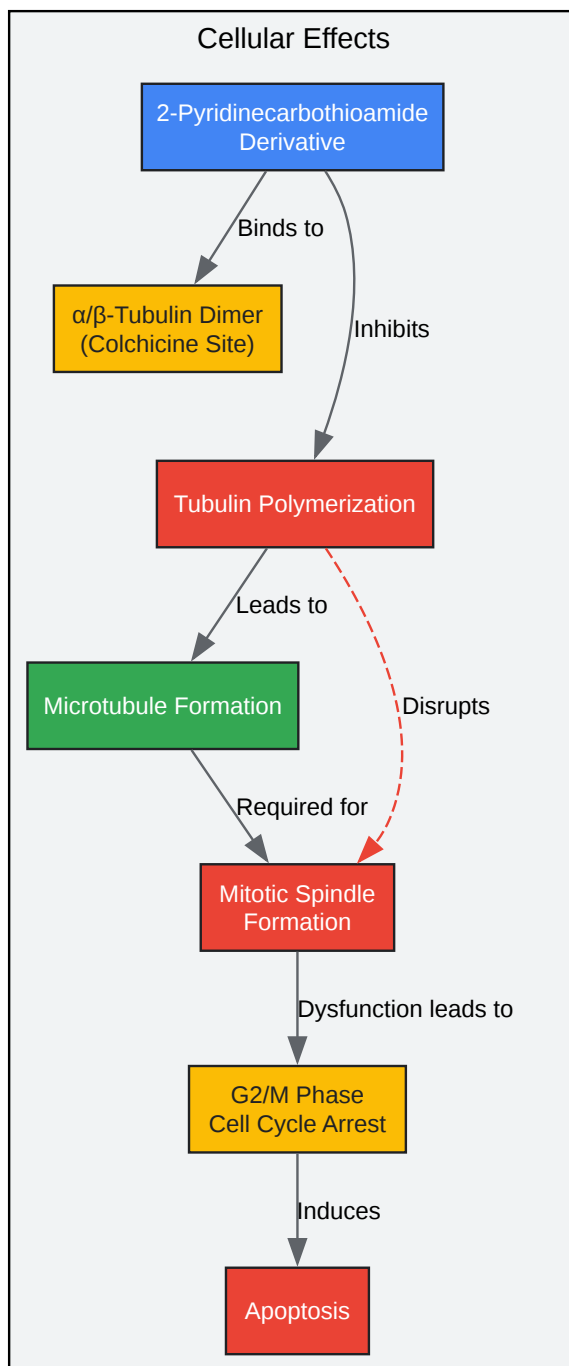 Cellular Effects
2-Pyridinecarbothioamide
Derivative
Binds to
α/β-Tubulin Dimer
(Colchicine Site)
Inhibits
Tubulin Polymerization
Leads to
Microtubule Formation
Disrupts
Required for
Mitotic Spindle
Formation
Dysfunction leads to
G2/M Phase
Cell Cycle Arrest
Induces
Apoptosis